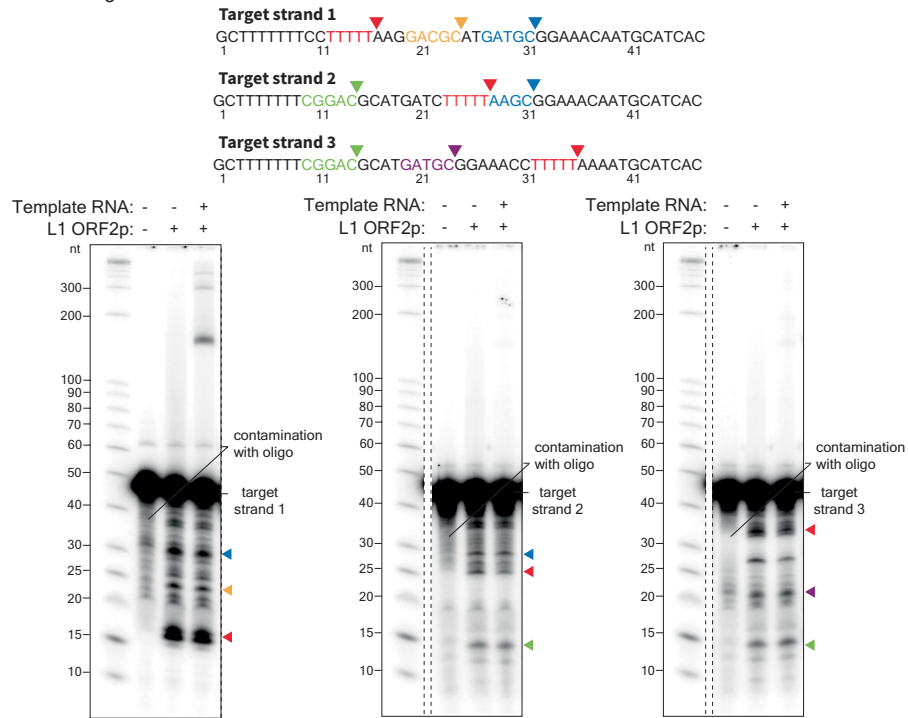 Target strand 1
GCTTTTTTTCCTTTTTAAGGACGCATGATGCGGAAACAATGCATCAC
1 11 21 31 41
Target strand 2
GCTTTTTTTCGGACGCATGATCTTTTTAAGCGGAAACAATGCATCAC
1 11 21 31 41
Target strand 3
GCTTTTTTTCGGACGCATGATGCGGAAACCTTTTTAAAATGCATCAC
1 11 21 31 41
Template RNA: - - +
L1 ORF2p: - + +
nt
300
200
100
90
80
70
60
50
40
30
25
20
15
10
contamination
with oligo
target
strand 1
Template RNA: - - +
L1 ORF2p: - + +
nt
300
200
100
90
80
70
60
50
40
30
25
20
15
10
contamination
with oligo
target
strand 2
Template RNA: - - +
L1 ORF2p: - + +
nt
300
200
100
90
80
70
60
50
40
30
25
20
15
10
contamination
with oligo
target
strand 3